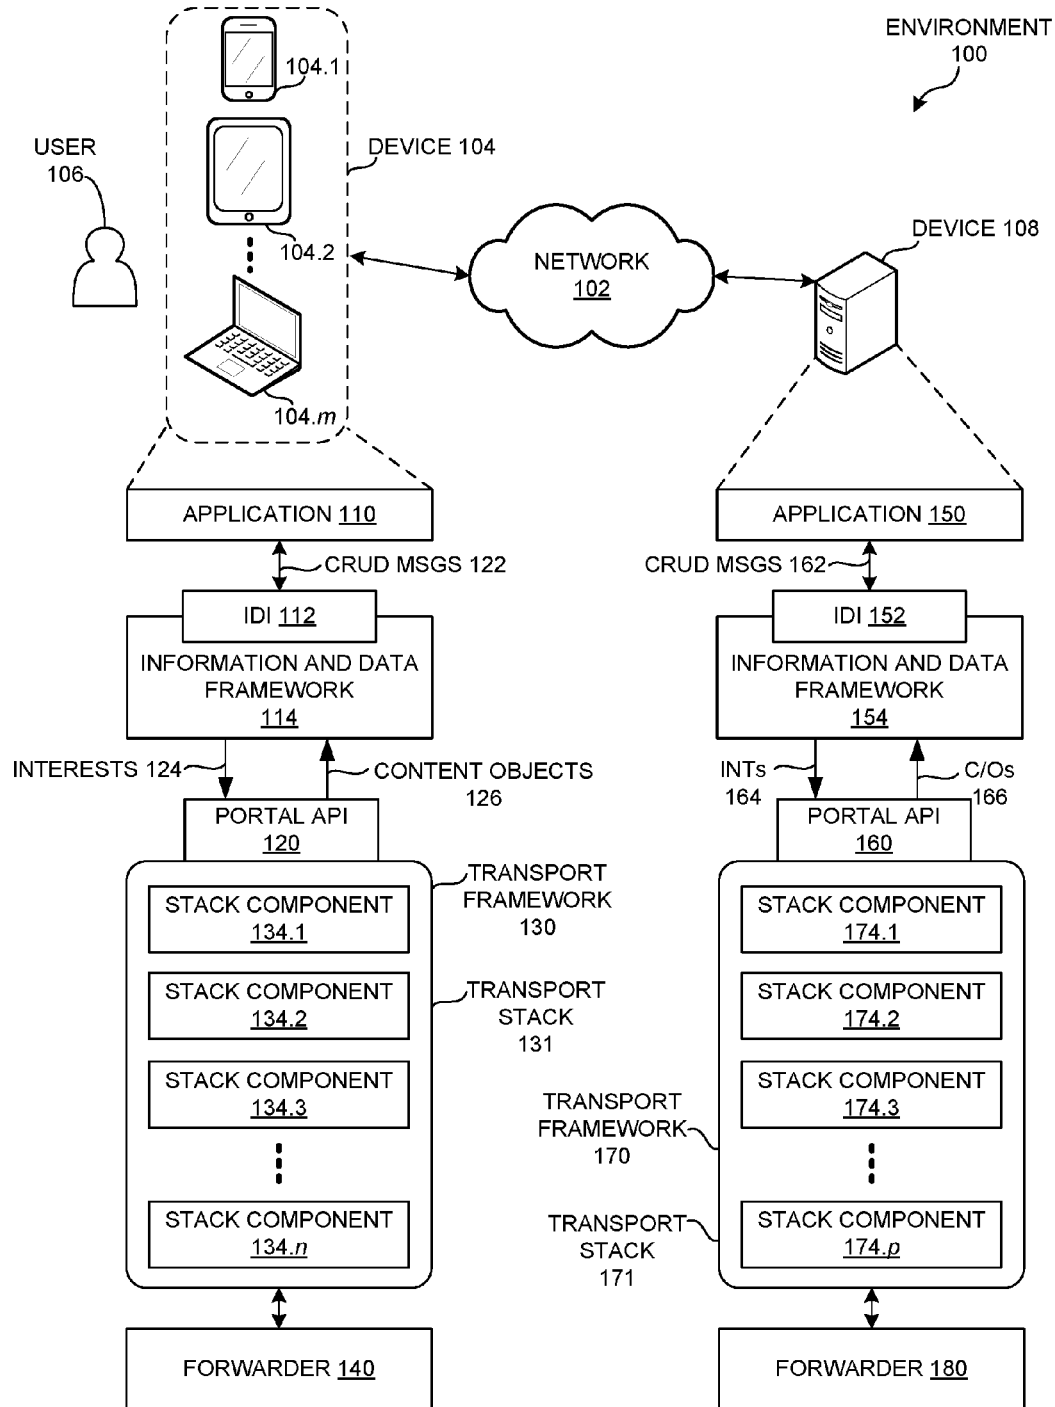 ENVIRONMENT
100
104.1
USER
106
DEVICE 104
104.2
NETWORK
102
DEVICE 108
104.m
APPLICATION 110
APPLICATION 150
CRUD MSGS 122
CRUD MSGS 162
IDI 112
IDI 152
INFORMATION AND DATA
FRAMEWORK
114
INFORMATION AND DATA
FRAMEWORK
154
INTERESTS 124
CONTENT OBJECTS
126
INTs
164
C/Os
166
PORTAL API
120
PORTAL API
160
TRANSPORT
FRAMEWORK
130
STACK COMPONENT
134.1
STACK COMPONENT
174.1
STACK COMPONENT
134.2
TRANSPORT
STACK
131
STACK COMPONENT
174.2
STACK COMPONENT
134.3
STACK COMPONENT
174.3
TRANSPORT
FRAMEWORK
170
STACK COMPONENT
134.n
TRANSPORT
STACK
171
STACK COMPONENT
174.p
FORWARDER 140
FORWARDER 180